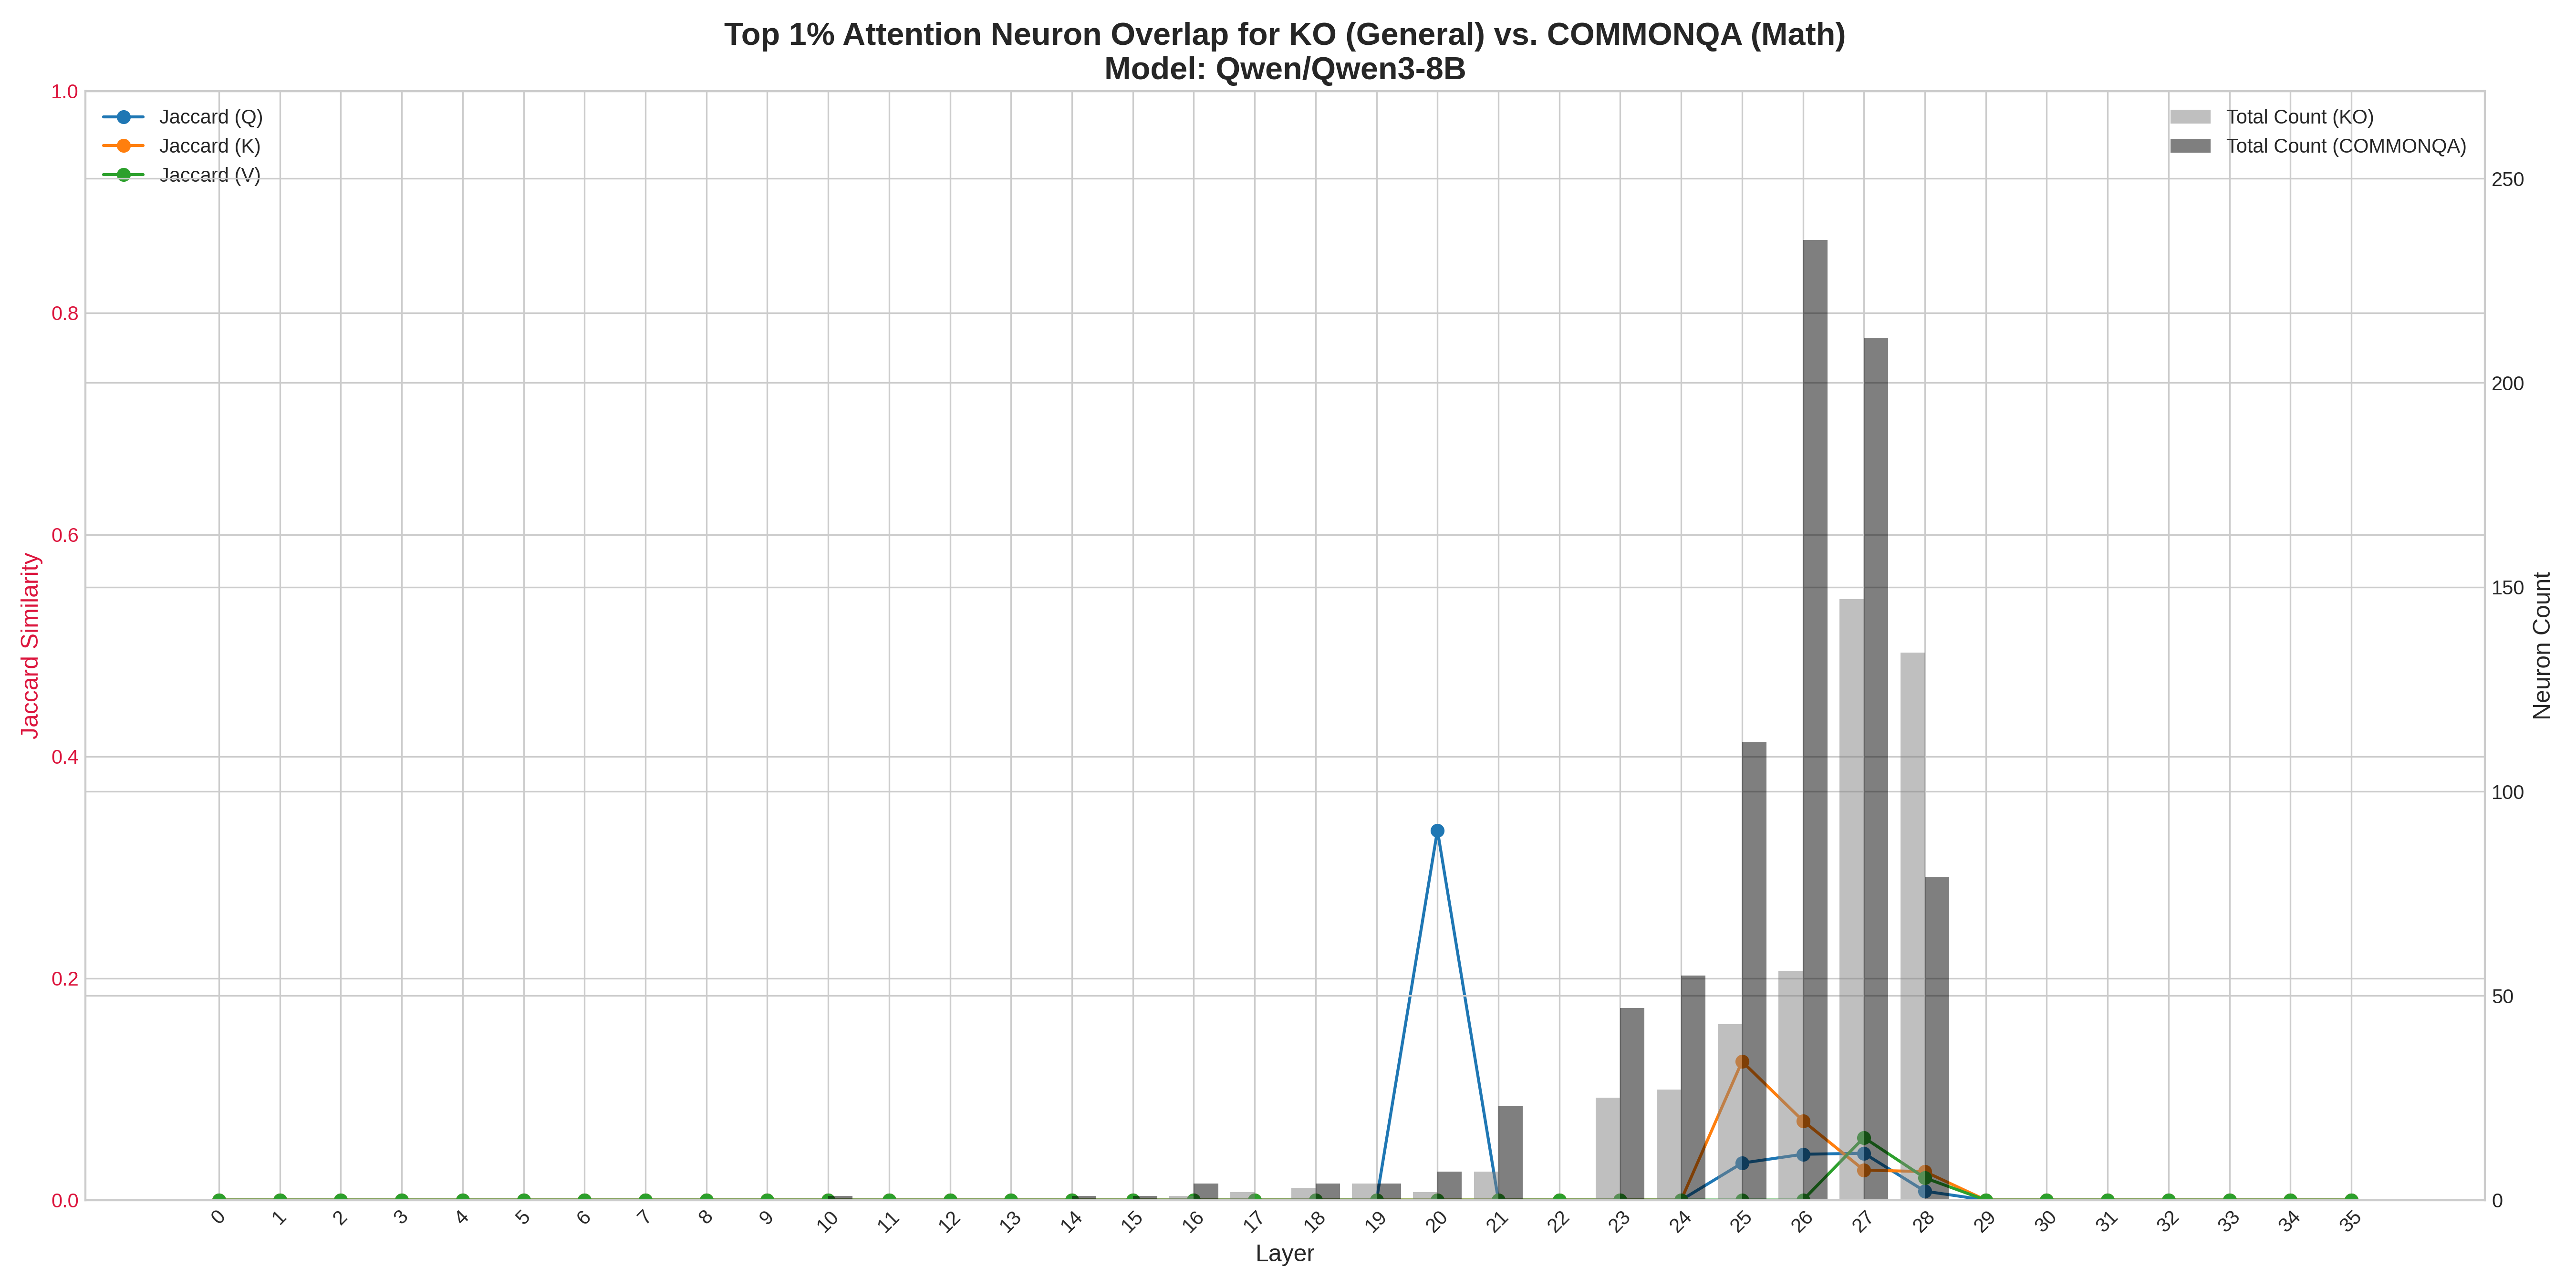 Top 1% Attention Neuron Overlap for KO (General) vs. COMMONQA (Math)
Model: Qwen/Qwen3-8B
Jaccard (Q)
Jaccard (K)
Jaccard (V)
Total Count (KO)
Total Count (COMMONQA)
1.0
0.8
0.6
0.4
0.2
0.0
Jaccard Similarity
250
200
150
100
50
0
Neuron Count
0 1 2 3 4 5 6 7 8 9 10 11 12 13 14 15 16 17 18 19 20 21 22 23 24 25 26 27 28 29 30 31 32 33 34 35
Layer